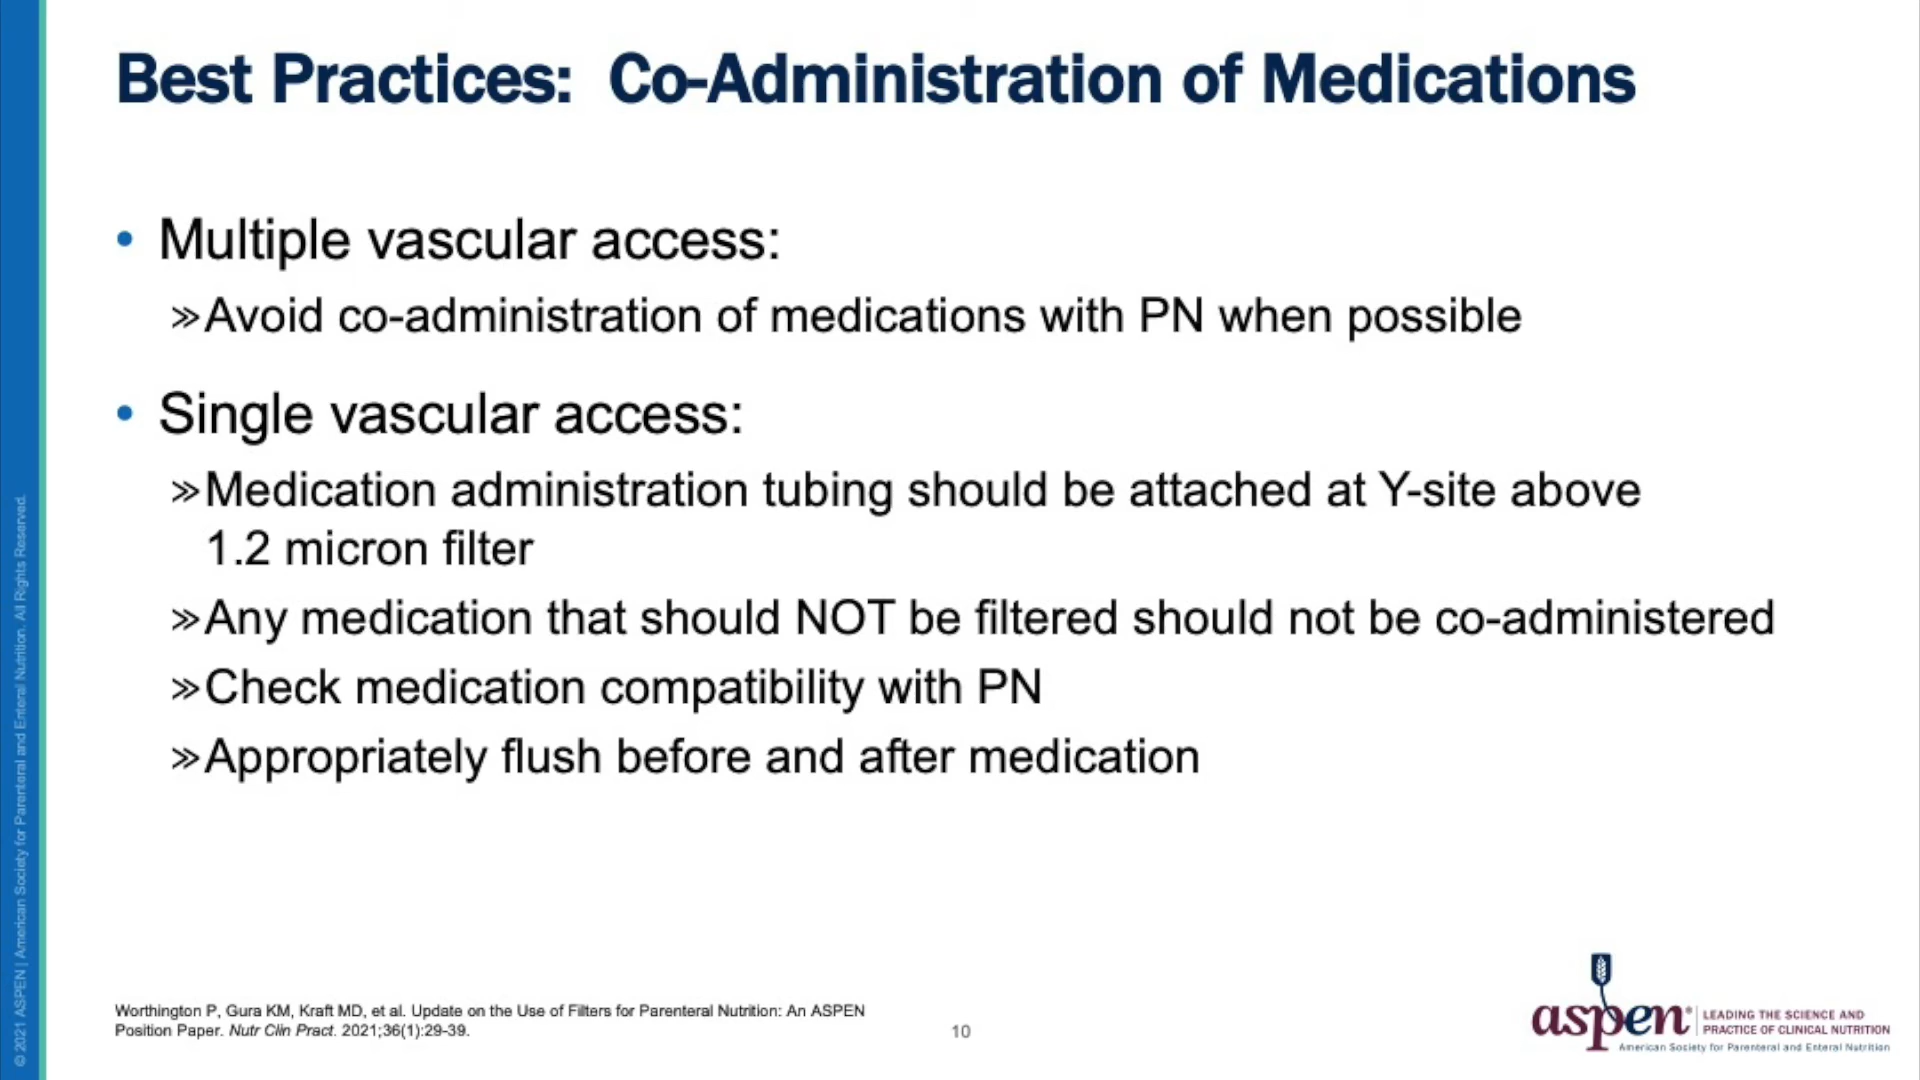 Best Practices: Co-Administration of Medications
• Multiple vascular access:
»Avoid co-administration of medications with PN when possible
• Single vascular access:
»Medication administration tubing should be attached at Y-site above
1.2 micron filter
»Any medication that should NOT be filtered should not be co-administered
»Check medication compatibility with PN
»Appropriately flush before and after medication
Worthington P, Gura KM, Kraft MD, et al. Update on the Use of Filters for Parenteral Nutrition: An ASPEN
Position Paper. Nutr Clin Pract. 2021;36(1):29-39.
10
aspen®
LEADING THE SCIENCE AND
PRACTICE OF CLINICAL NUTRITION
American Society for Parenteral and Enteral Nutrition
© 2021 ASPEN | American Society for Parenteral and Enteral Nutrition. All Rights Reserved.